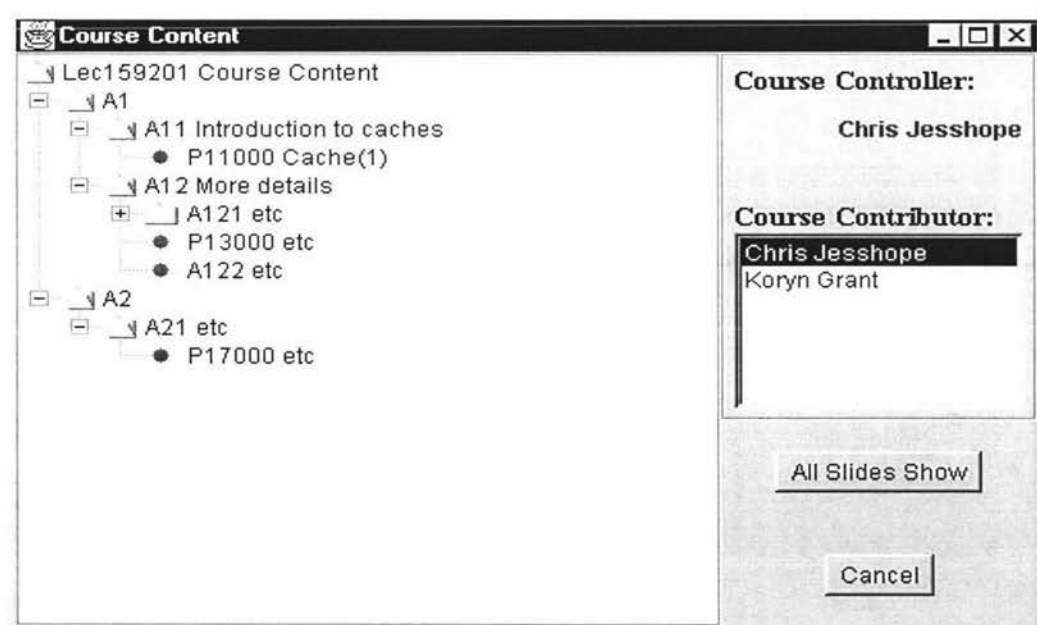 Course Content
Lec159201 Course Content
A1
A11 Introduction to caches
P11000 Cache(1)
A12 More details
A121 etc
P13000 etc
A122 etc
A2
A21 etc
P17000 etc
Course Controller:
Chris Jesshope
Course Contributor:
Chris Jesshope
Koryn Grant
All Slides Show
Cancel